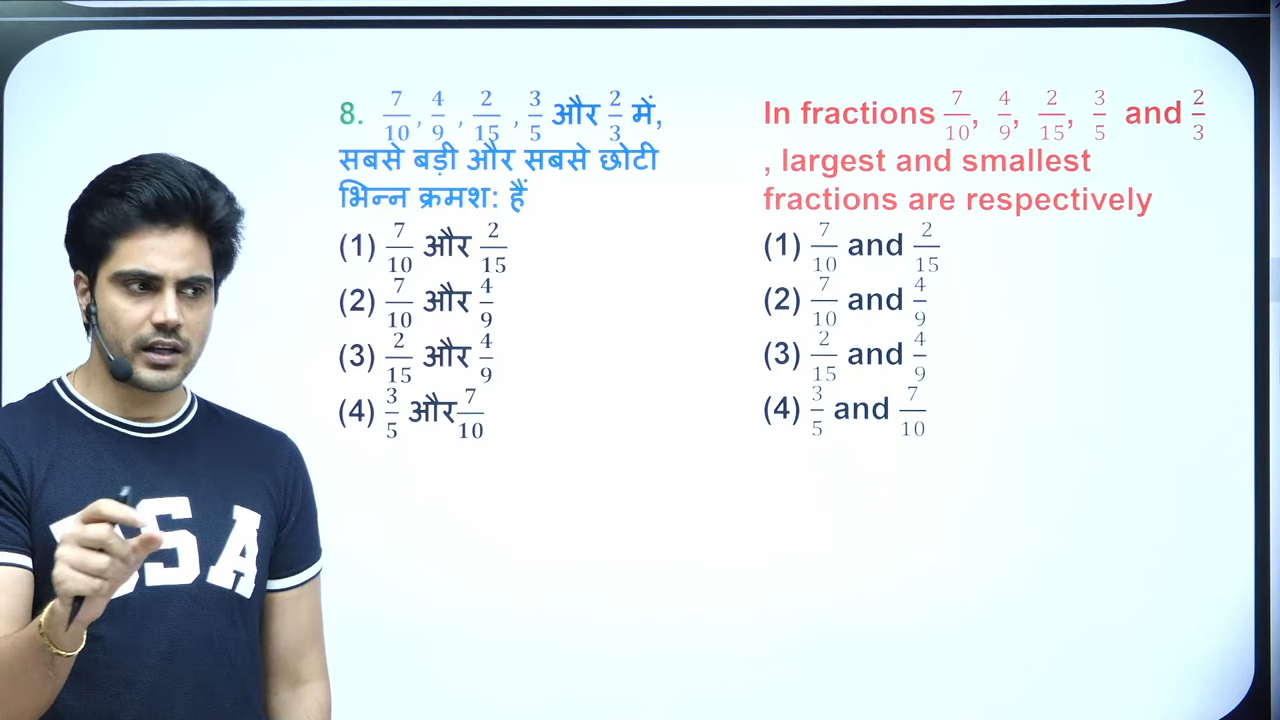 8. 7/10, 4/9, 2/15, 3/5 और 2/3 में,
सबसे बड़ी और सबसे छोटी
भिन्न क्रमश: हैं
(1) 7/10 और 2/15
(2) 7/10 और 4/9
(3) 2/15 और 4/9
(4) 3/5 और 7/10
In fractions 7/10, 4/9, 2/15, 3/5 and 2/3
, largest and smallest
fractions are respectively
(1) 7/10 and 2/15
(2) 7/10 and 4/9
(3) 2/15 and 4/9
(4) 3/5 and 7/10
USA